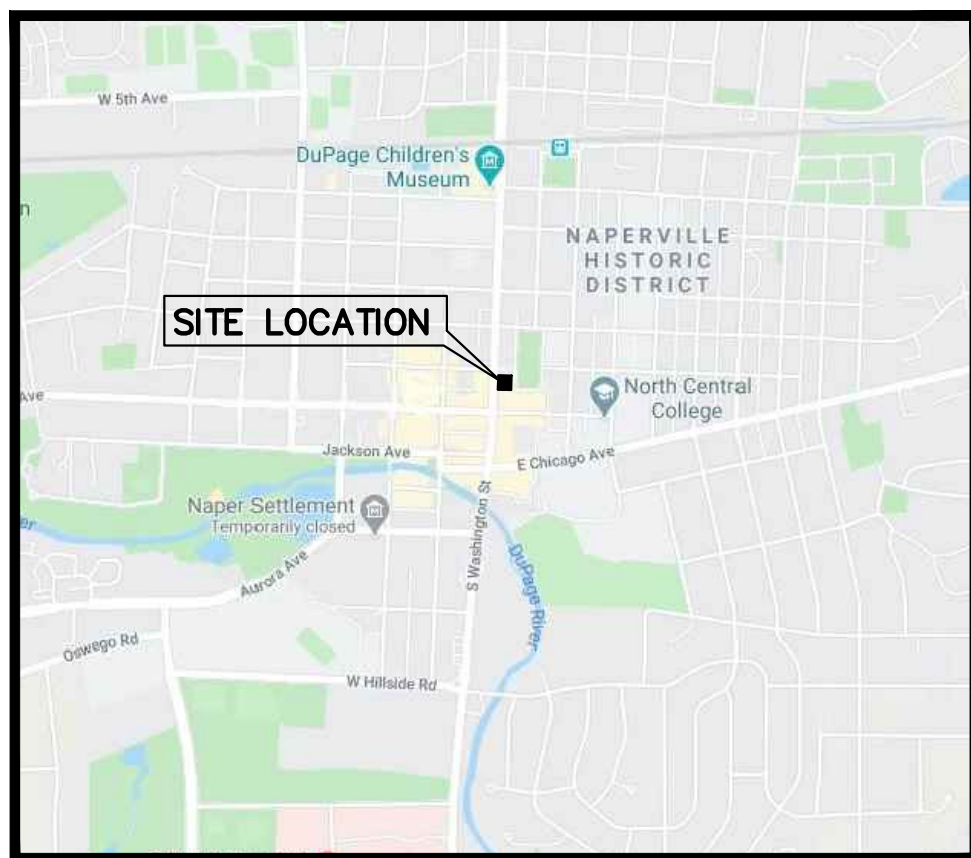 W 5th Ave
DuPage Children's
Museum
n
NAPERVILLE
HISTORIC
DISTRICT
SITE LOCATION
North Central
College
Ave
Jackson Ave
E Chicago Ave
Naper Settlement
Temporarily closed
er
S Washington St
DuPage River
Aurora Ave
Oswego Rd
W Hillside Rd